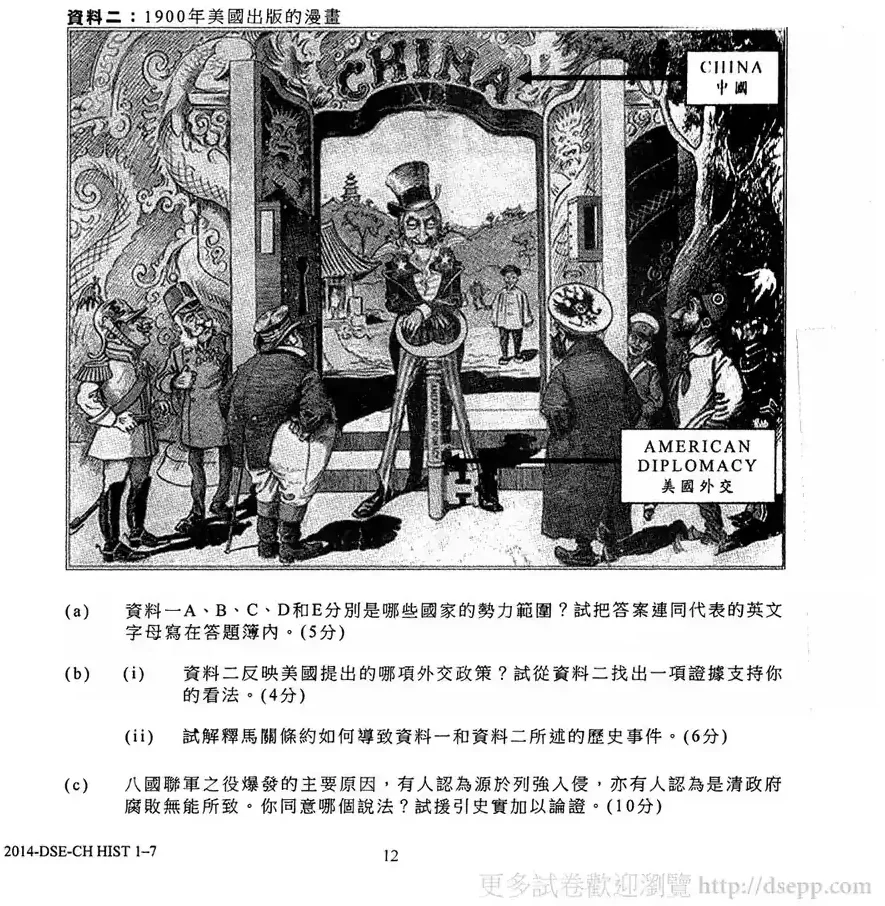 資料二：1900年美國出版的漫畫
CHINA
CHINA
中國
AMERICAN
DIPLOMACY
美國外交
(a) 資料一A、B、C、D和E分別是哪些國家的勢力範圍？試把答案連同代表的英文
字母寫在答題簿內。(5分)
(b) (i) 資料二反映美國提出的哪項外交政策？試從資料二找出一項證據支持你
的看法。(4分)
(ii) 試解釋馬關條約如何導致資料一和資料二所述的歷史事件。(6分)
(c) 八國聯軍之役爆發的主要原因，有人認為源於列強入侵，亦有人認為是清政府
腐敗無能所致。你同意哪個說法？試援引史實加以論證。(10分)
2014-DSE-CH HIST 1–7
12
更多試卷歡迎瀏覽 http://dsepp.com